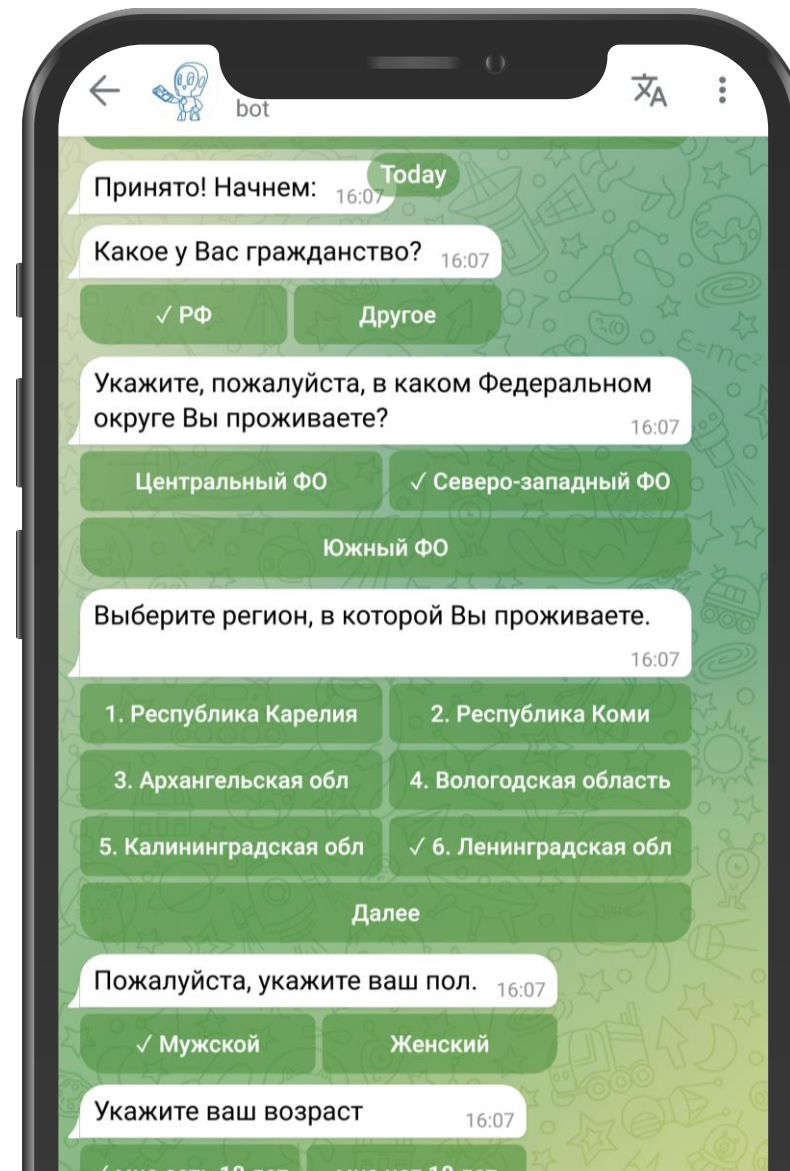 bot
Today
Принято! Начнем: 16:07
Какое у Вас гражданство? 16:07
✓ РФ Другое
Укажите, пожалуйста, в каком Федеральном
округе Вы проживаете? 16:07
Центральный ФО ✓ Северо-западный ФО
Южный ФО
Выберите регион, в которой Вы проживаете.
16:07
1. Республика Карелия 2. Республика Коми
3. Архангельская обл 4. Вологодская область
5. Калининградская обл ✓ 6. Ленинградская обл
Далее
Пожалуйста, укажите ваш пол. 16:07
✓ Мужской Женский
Укажите ваш возраст 16:07
E=mc²